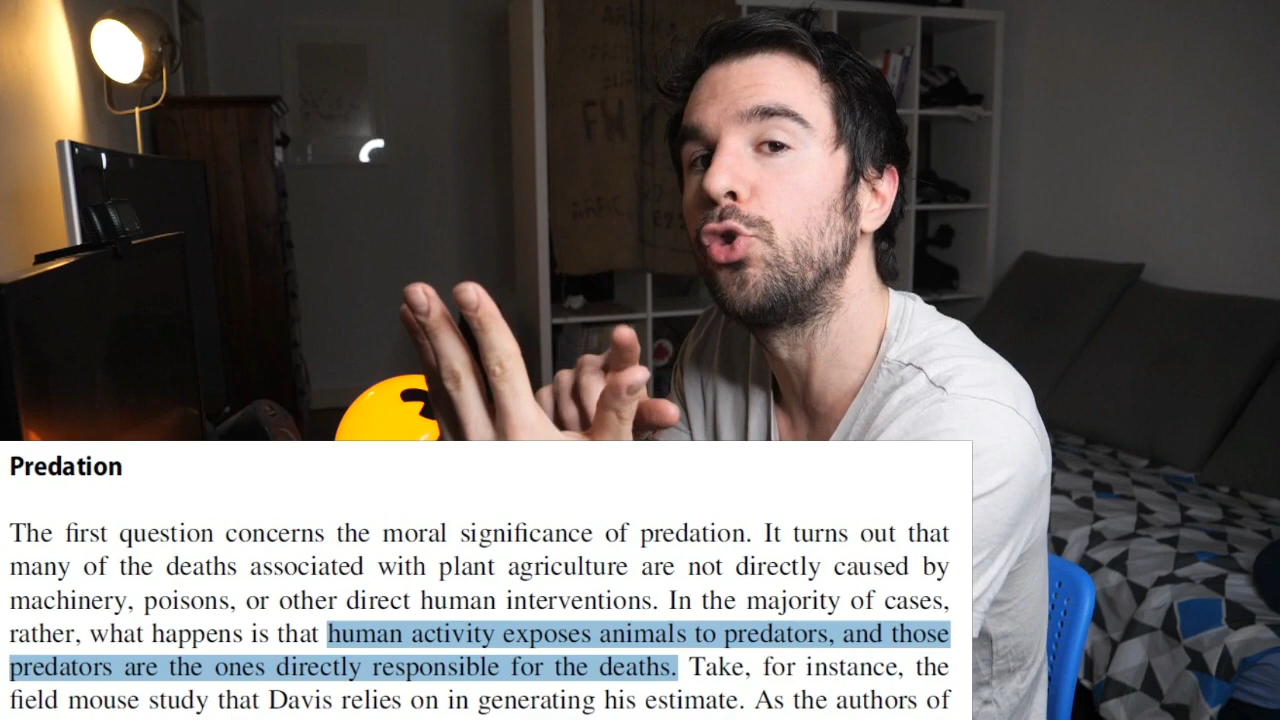 Predation
The first question concerns the moral significance of predation. It turns out that
many of the deaths associated with plant agriculture are not directly caused by
machinery, poisons, or other direct human interventions. In the majority of cases,
rather, what happens is that human activity exposes animals to predators, and those
predators are the ones directly responsible for the deaths. Take, for instance, the
field mouse study that Davis relies on in generating his estimate. As the authors of